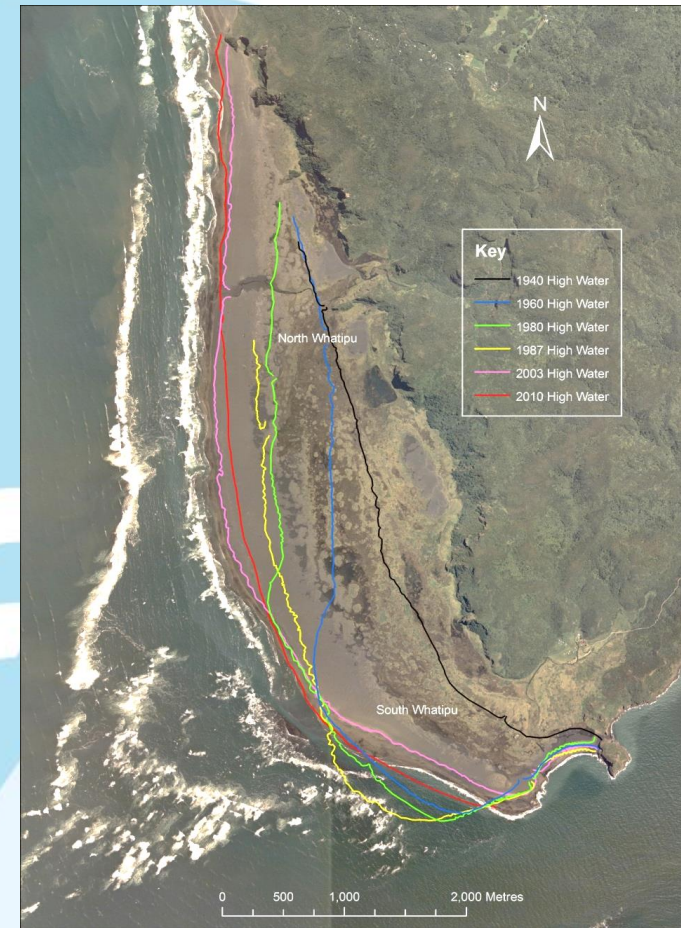 N
Key
1940 High Water
1960 High Water
1980 High Water
1987 High Water
2003 High Water
2010 High Water
North Whatipu
South Whatipu
0 500 1,000 2,000 Metres